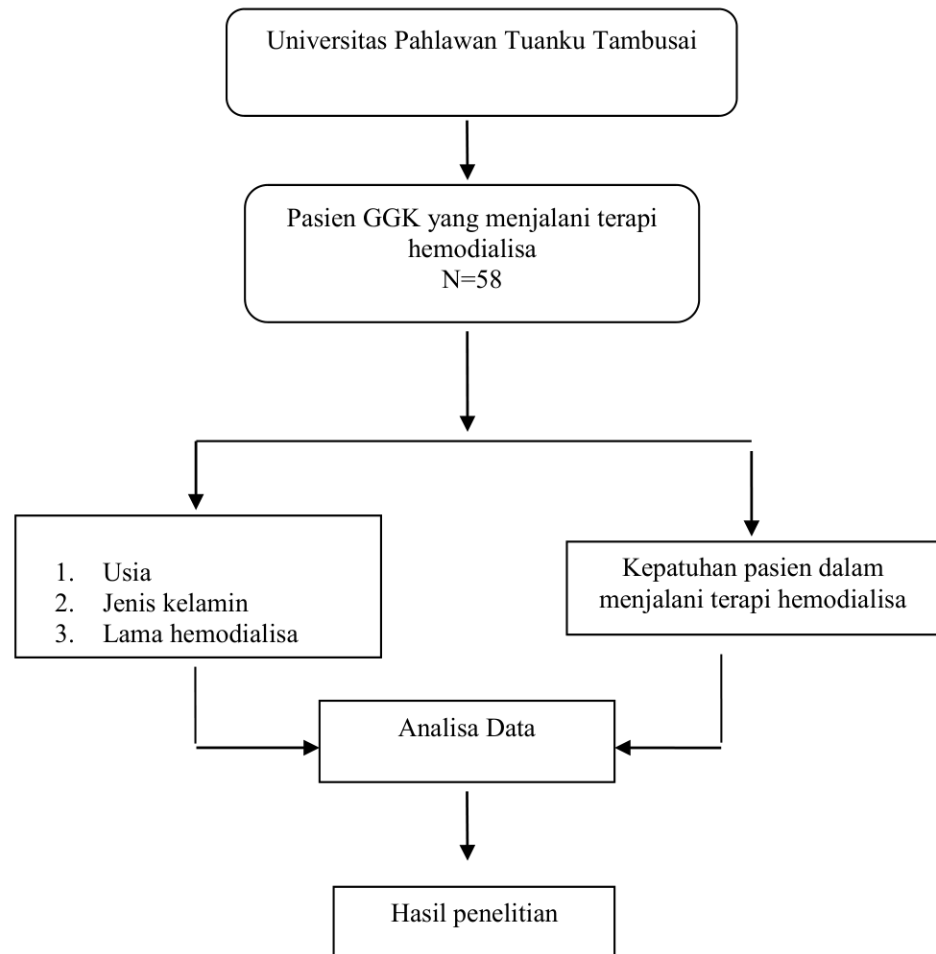 Universitas Pahlawan Tuanku Tambusai
Pasien GGK yang menjalani terapi
hemodialisa
N=58
1. Usia
2. Jenis kelamin
3. Lama hemodialisa
Kepatuhan pasien dalam
menjalani terapi hemodialisa
Analisa Data
Hasil penelitian